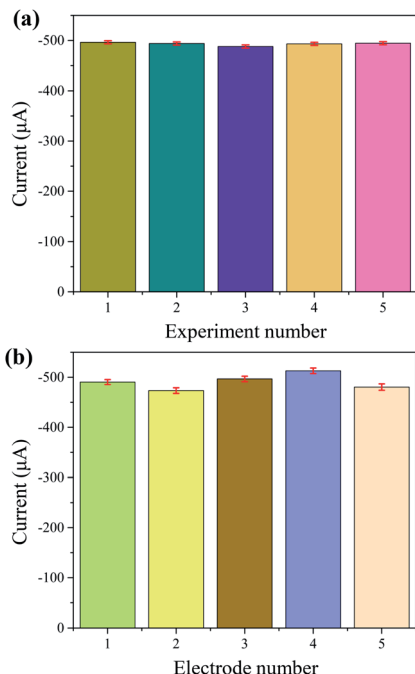 (a)
-500
-400
-300
-200
-100
0
Current (μA)
1 2 3 4 5
Experiment number
(b)
-500
-400
-300
-200
-100
0
Current (μA)
1 2 3 4 5
Electrode number